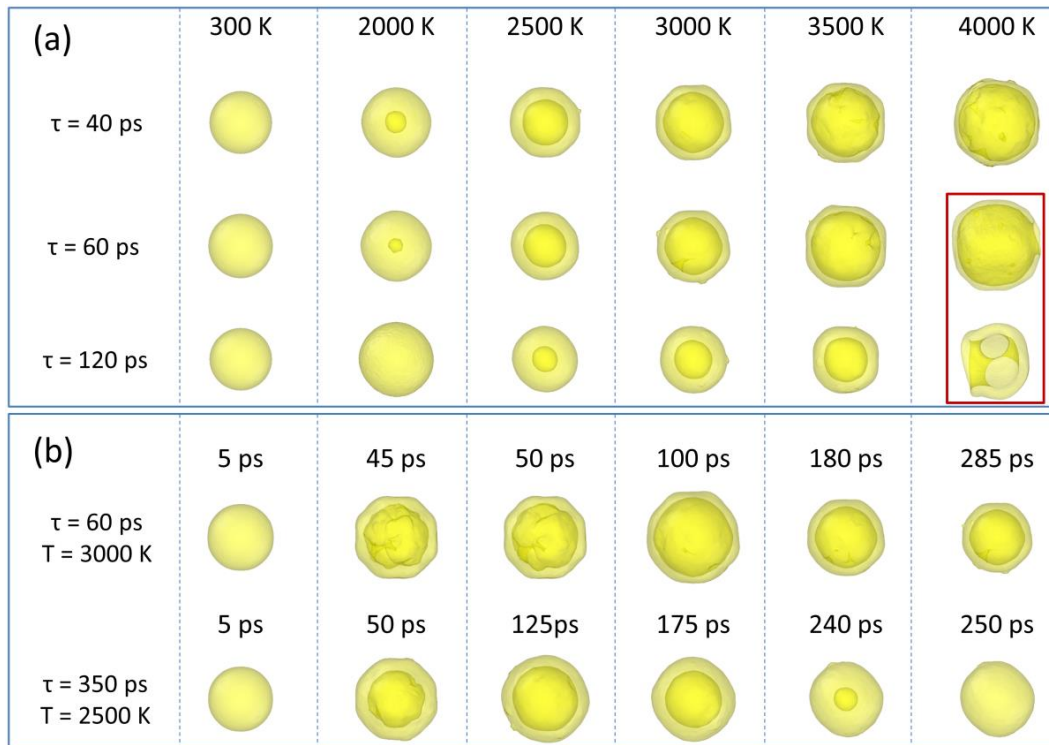 (a) 300 K 2000 K 2500 K 3000 K 3500 K 4000 K
τ = 40 ps
τ = 60 ps
τ = 120 ps
(b) 5 ps 45 ps 50 ps 100 ps 180 ps 285 ps
τ = 60 ps
T = 3000 K
5 ps 50 ps 125ps 175 ps 240 ps 250 ps
τ = 350 ps
T = 2500 K